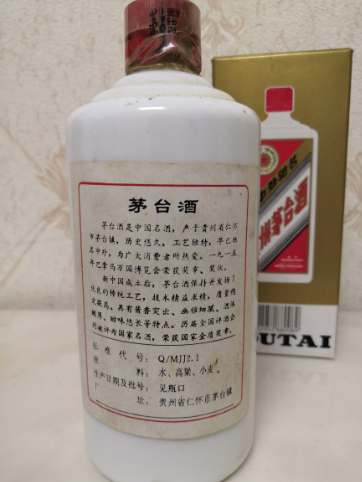 茅台酒
茅台酒是中国名酒，产于贵州省仁怀
市茅台镇，历史悠久，工艺独特，早已驰
名中外，为广大消费者所热爱，一九一五
年巴拿马万国博览会荣获奖章、奖状。
新中国成立后，茅台酒保持并发扬了
优良的传统工艺，技术精益求精，质量稳
定提高，具有酱香突出、幽雅细腻、酒体
醇厚、回味悠长等特点。历届全国评酒会
均被评为国家名酒，荣获国家金质奖章。
标准代号：Q/MJJ2.1
原料：水、高粱、小麦
生产日期及批号：见瓶口
厂址：贵州省仁怀市茅台镇
州茅台酒
OUTAI